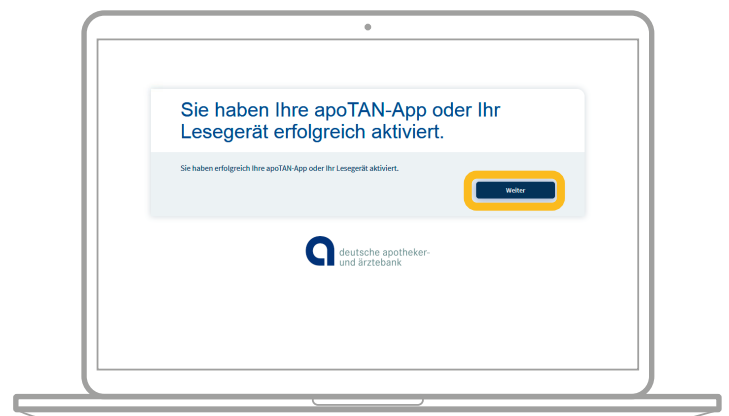 Sie haben Ihre apoTAN-App oder Ihr
Lesegerät erfolgreich aktiviert.
Sie haben erfolgreich Ihre apoTAN-App oder Ihr Lesegerät aktiviert.
Weiter
deutsche apotheker-
und ärztebank